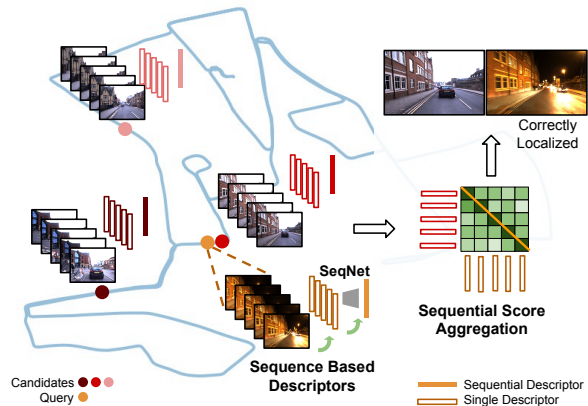 Correctly
Localized
SeqNet
Sequence Based
Descriptors
Sequential Score
Aggregation
Candidates
Query
Sequential Descriptor
Single Descriptor